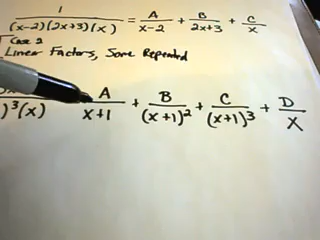 1/((x-2)(2x+3)(x)) = A/(x-2) + B/(2x+3) + C/x
Case 2
Linear Factors, Some Repeated
)³(x) A/(x+1) + B/(x+1)² + C/(x+1)³ + D/x